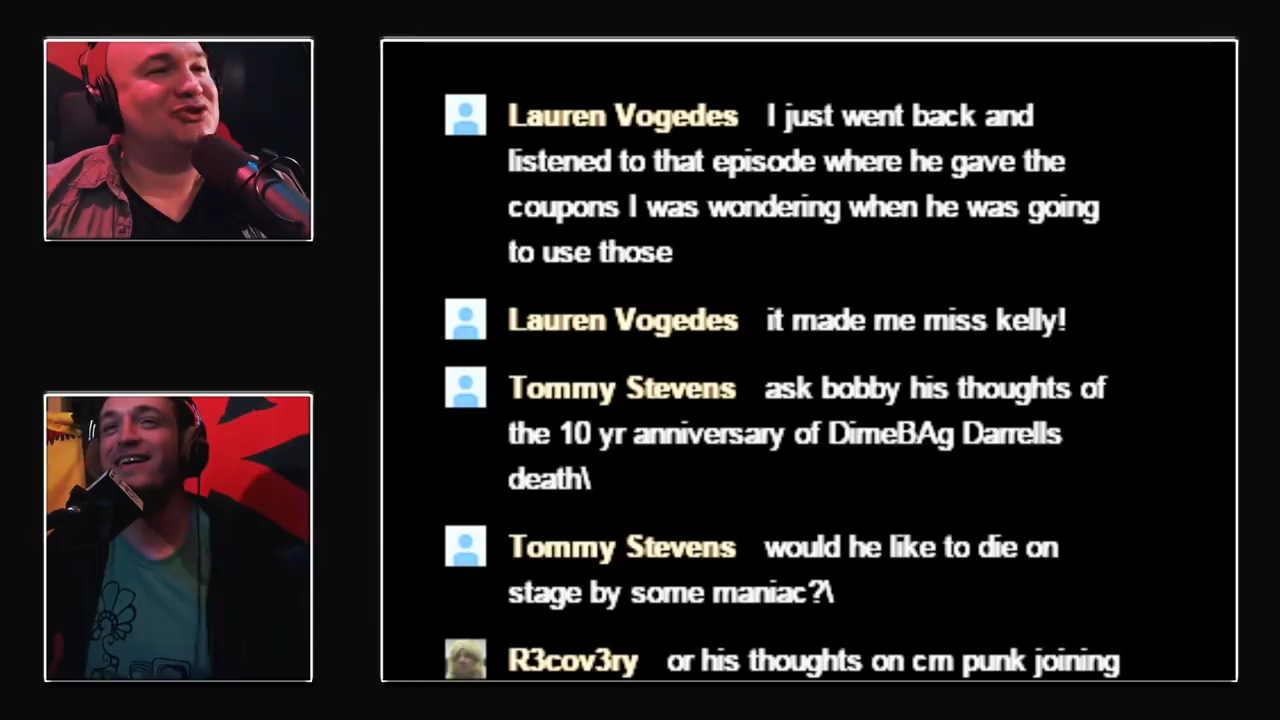 Lauren Vogedes I just went back and
listened to that episode where he gave the
coupons I was wondering when he was going
to use those
Lauren Vogedes it made me miss kelly!
Tommy Stevens ask bobby his thoughts of
the 10 yr anniversary of DimeBAg Darrells
death\
Tommy Stevens would he like to die on
stage by some maniac?\
R3cov3ry or his thoughts on cm punk joining